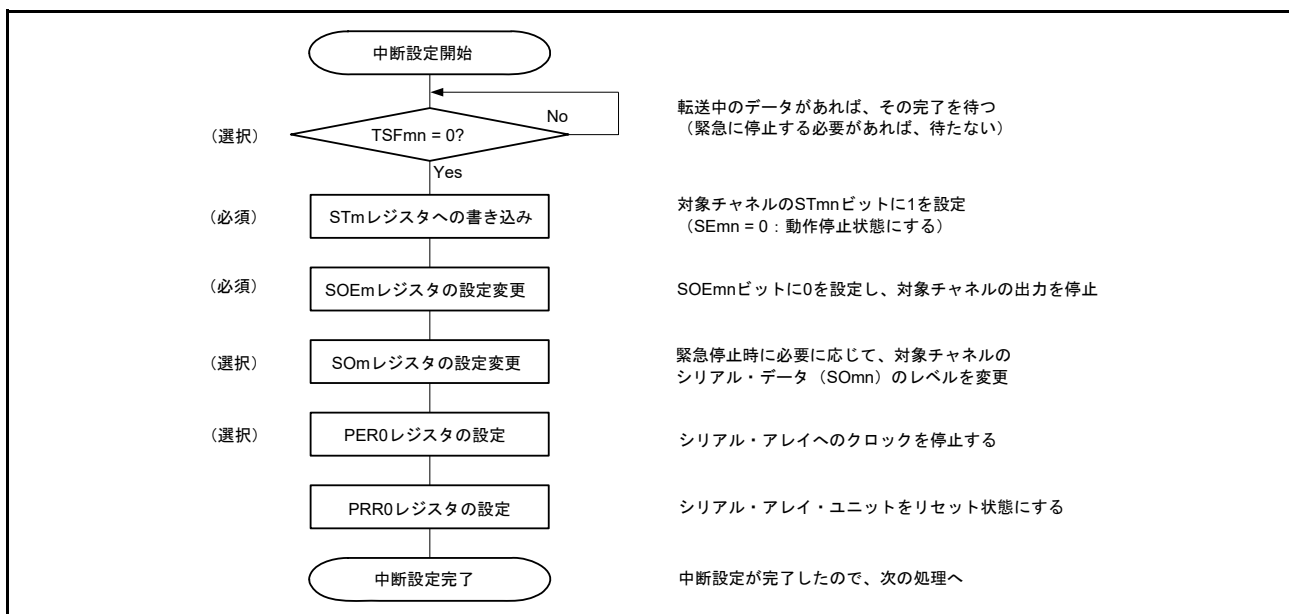 中断設定開始
No
転送中のデータがあれば、その完了を待つ
（緊急に停止する必要があれば、待たない）
（選択）
TSFmn = 0?
Yes
（必須）
STmレジスタへの書き込み
対象チャネルのSTmnビットに1を設定
（SEmn = 0：動作停止状態にする）
（必須）
SOEmレジスタの設定変更
SOEmnビットに0を設定し、対象チャネルの出力を停止
（選択）
SOmレジスタの設定変更
緊急停止時に必要に応じて、対象チャネルの
シリアル・データ（SOmn）のレベルを変更
（選択）
PER0レジスタの設定
シリアル・アレイへのクロックを停止する
PRR0レジスタの設定
シリアル・アレイ・ユニットをリセット状態にする
中断設定完了
中断設定が完了したので、次の処理へ